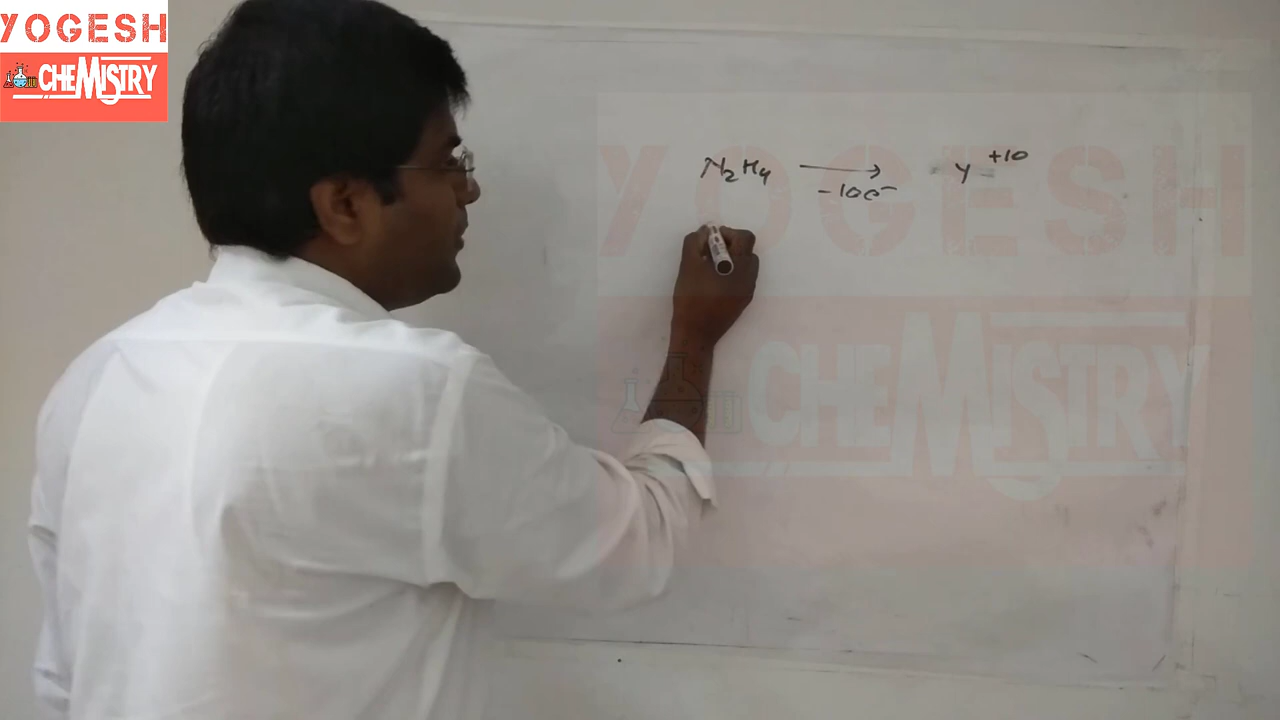 YOGESH
CHEMISTRY
N₂H₄ ⟶ Y⁺¹⁰
-10e⁻
YOGESH
CHEMISTRY